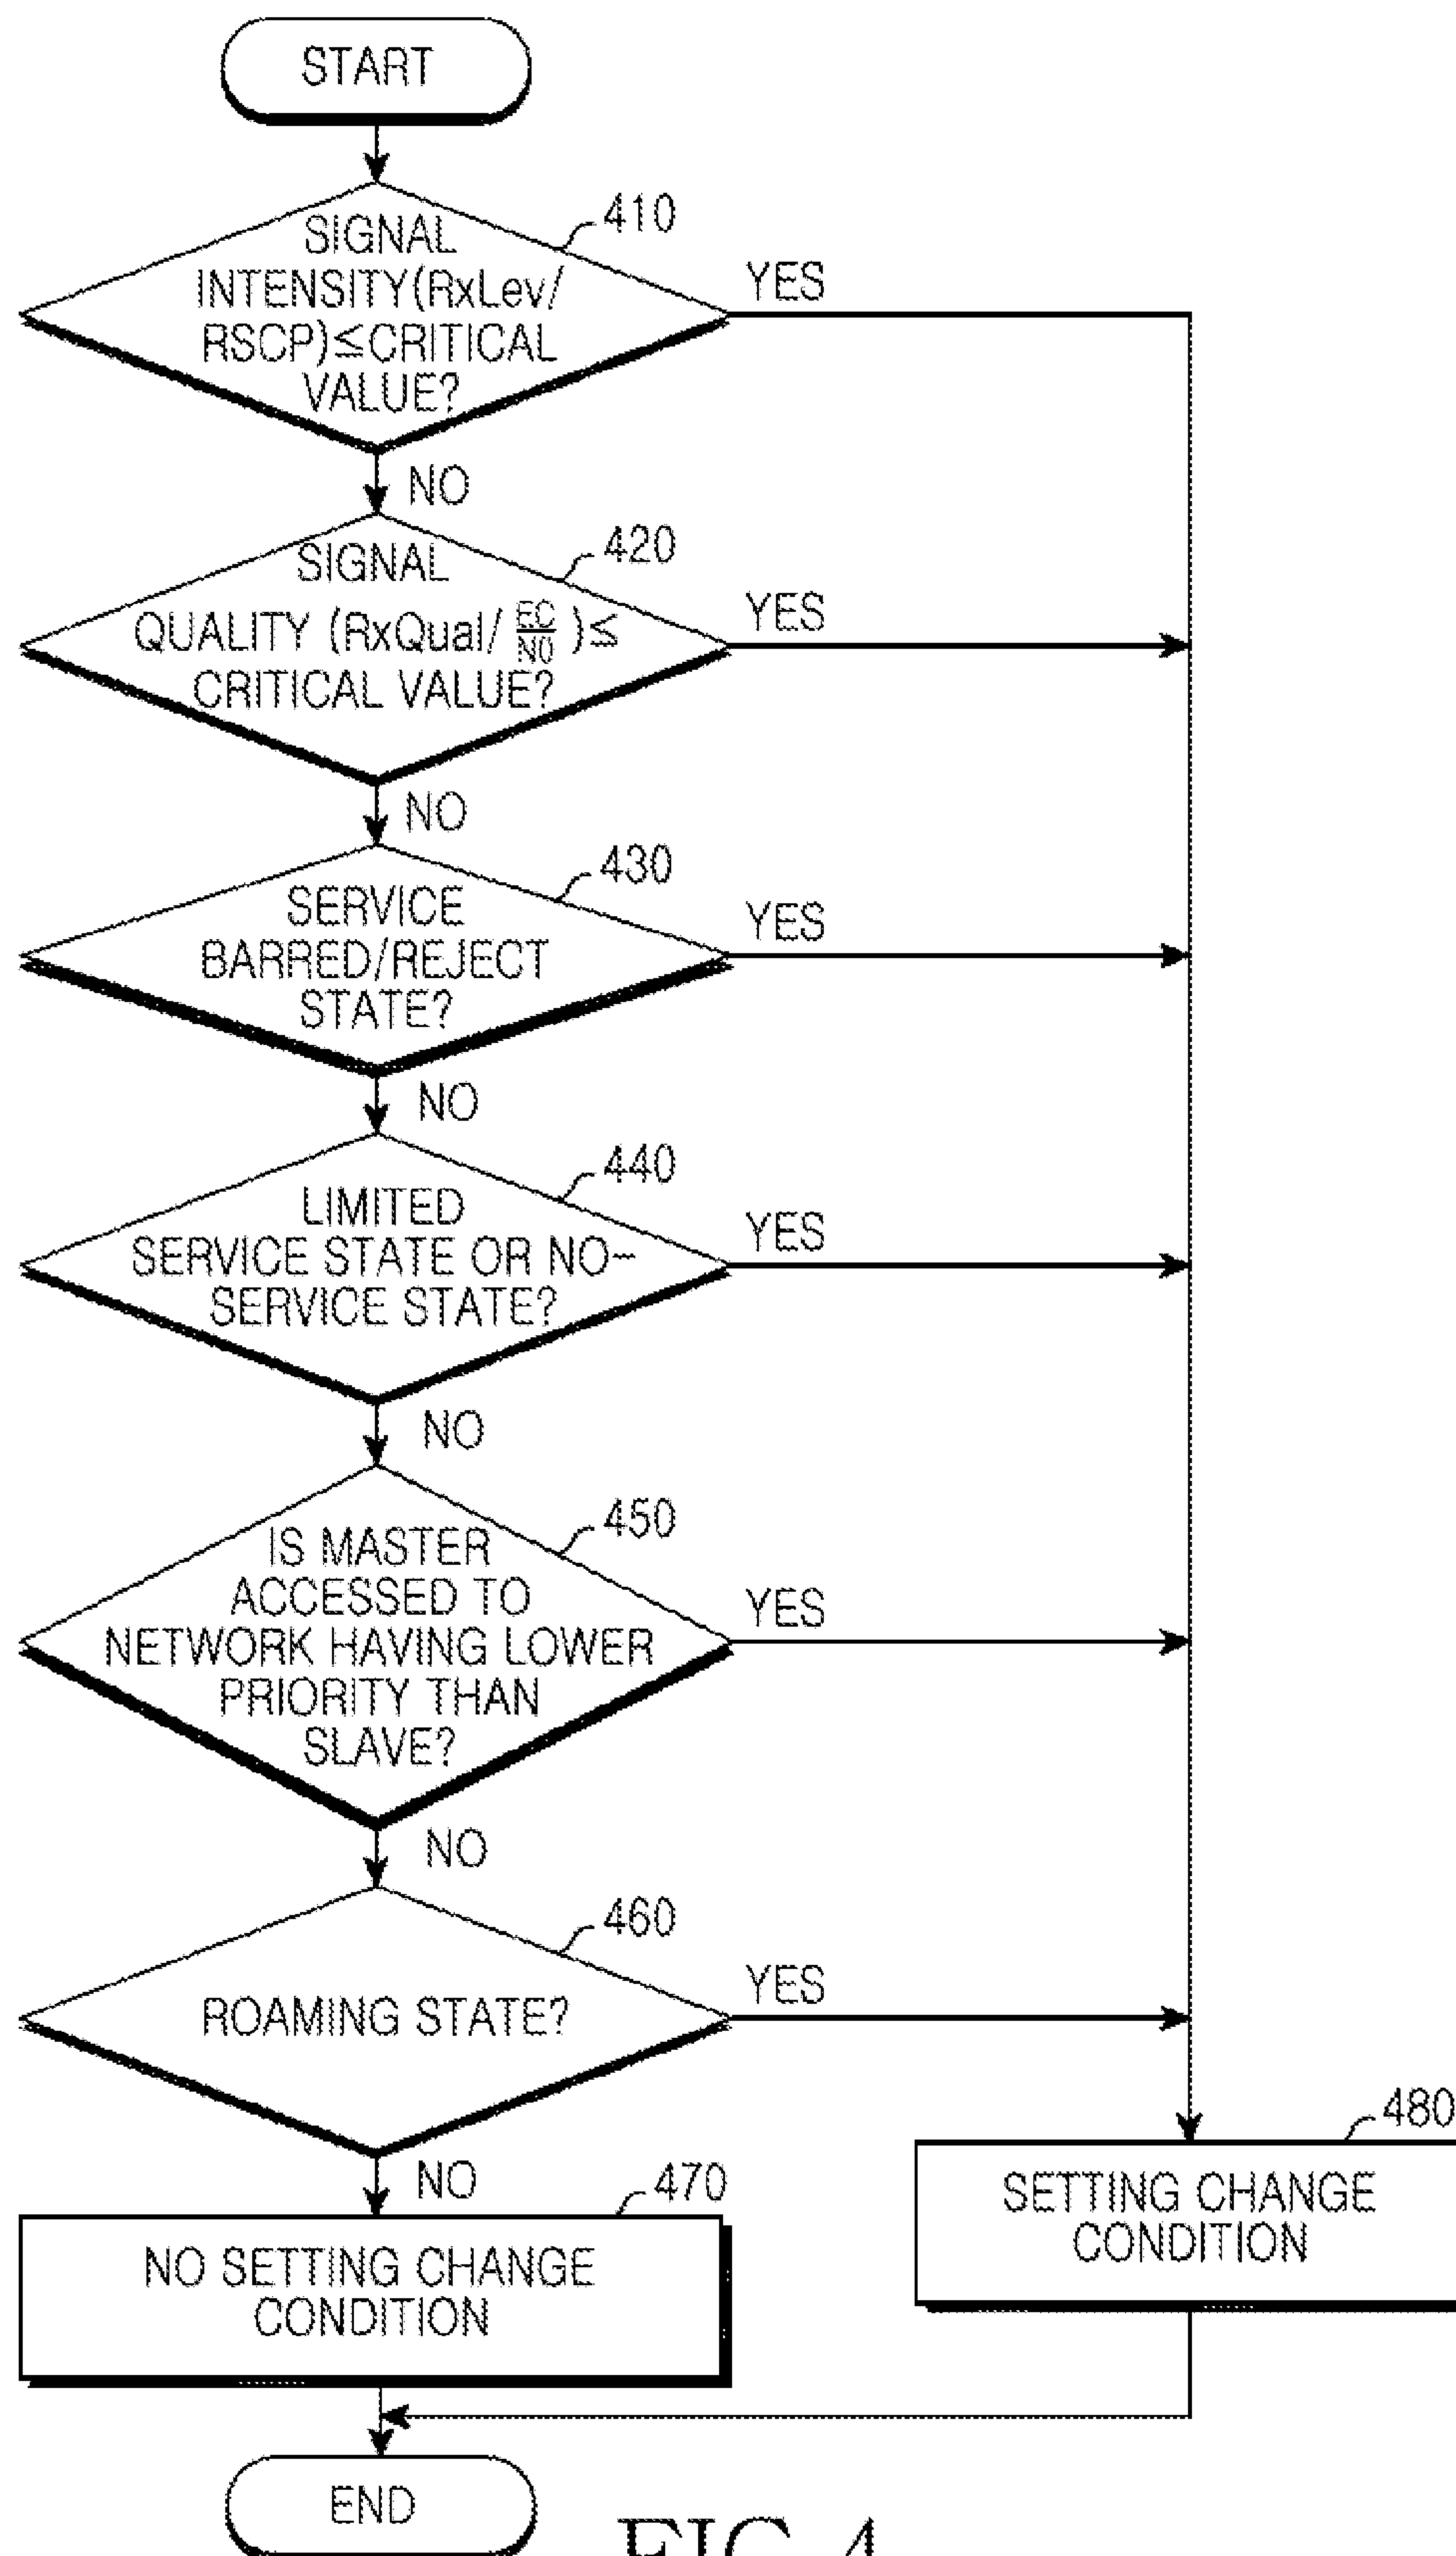 START
410
SIGNAL
INTENSITY(RxLev/
RSCP)≤CRITICAL
VALUE?
YES
NO
420
SIGNAL
QUALITY (RxQual/ EC/N0 )≤
CRITICAL VALUE?
YES
NO
430
SERVICE
BARRED/REJECT
STATE?
YES
NO
440
LIMITED
SERVICE STATE OR NO-
SERVICE STATE?
YES
NO
450
IS MASTER
ACCESSED TO
NETWORK HAVING LOWER
PRIORITY THAN
SLAVE?
YES
NO
460
ROAMING STATE?
YES
NO
470
NO SETTING CHANGE
CONDITION
480
SETTING CHANGE
CONDITION
END
FIG.4